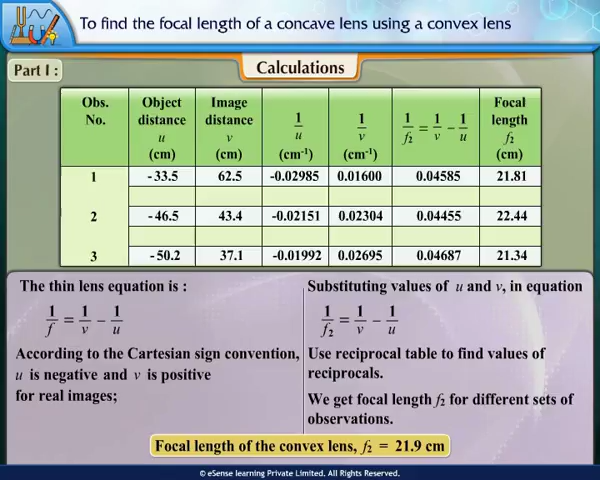 To find the focal length of a concave lens using a convex lens
Part I :
Calculations
Obs. No. | Object distance u (cm) | Image distance v (cm) | 1/u (cm⁻¹) | 1/v (cm⁻¹) | 1/f₂ = 1/v − 1/u | Focal length f₂ (cm)
1 | -33.5 | 62.5 | -0.02985 | 0.01600 | 0.04585 | 21.81
2 | -46.5 | 43.4 | -0.02151 | 0.02304 | 0.04455 | 22.44
3 | -50.2 | 37.1 | -0.01992 | 0.02695 | 0.04687 | 21.34
The thin lens equation is :
1/f = 1/v − 1/u
According to the Cartesian sign convention,
u is negative and v is positive
for real images;
Substituting values of u and v, in equation
1/f₂ = 1/v − 1/u
Use reciprocal table to find values of
reciprocals.
We get focal length f₂ for different sets of
observations.
Focal length of the convex lens, f₂ = 21.9 cm
© eSense learning Private Limited. All Rights Reserved.